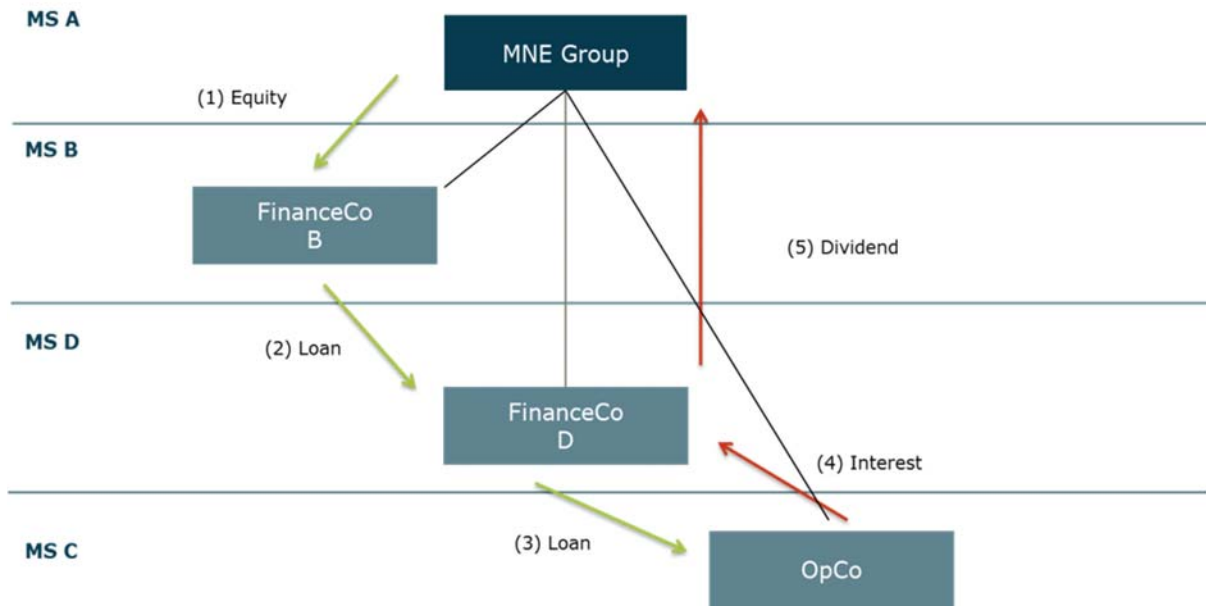 MS A
MNE Group
(1) Equity
MS B
FinanceCo
B
(5) Dividend
MS D
(2) Loan
FinanceCo
D
(4) Interest
(3) Loan
MS C
OpCo